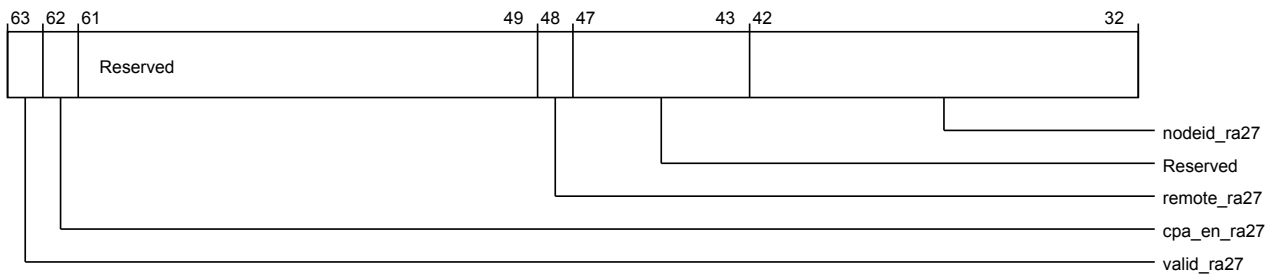 63 62 61 49 48 47 43 42 32
Reserved
nodeid_ra27
Reserved
remote_ra27
cpa_en_ra27
valid_ra27